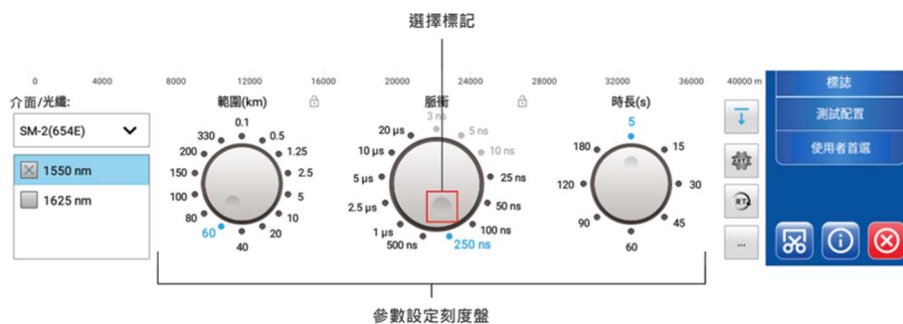 選擇標記
0 4000 8000 12000 16000 20000 24000 28000 32000 36000 40000 m
介面/光纖:
SM-2(654E)
1550 nm
1625 nm
範圍(km)
0.1
0.5
1.25
2.5
5
10
20
40
60
80
100
150
200
330
脈衝
3 ns
5 ns
10 ns
25 ns
50 ns
100 ns
250 ns
500 ns
1 μs
2.5 μs
5 μs
10 μs
20 μs
時長(s)
5
15
30
45
60
90
120
180
RT
...
標誌
測試配置
使用者首選
參數設定刻度盤